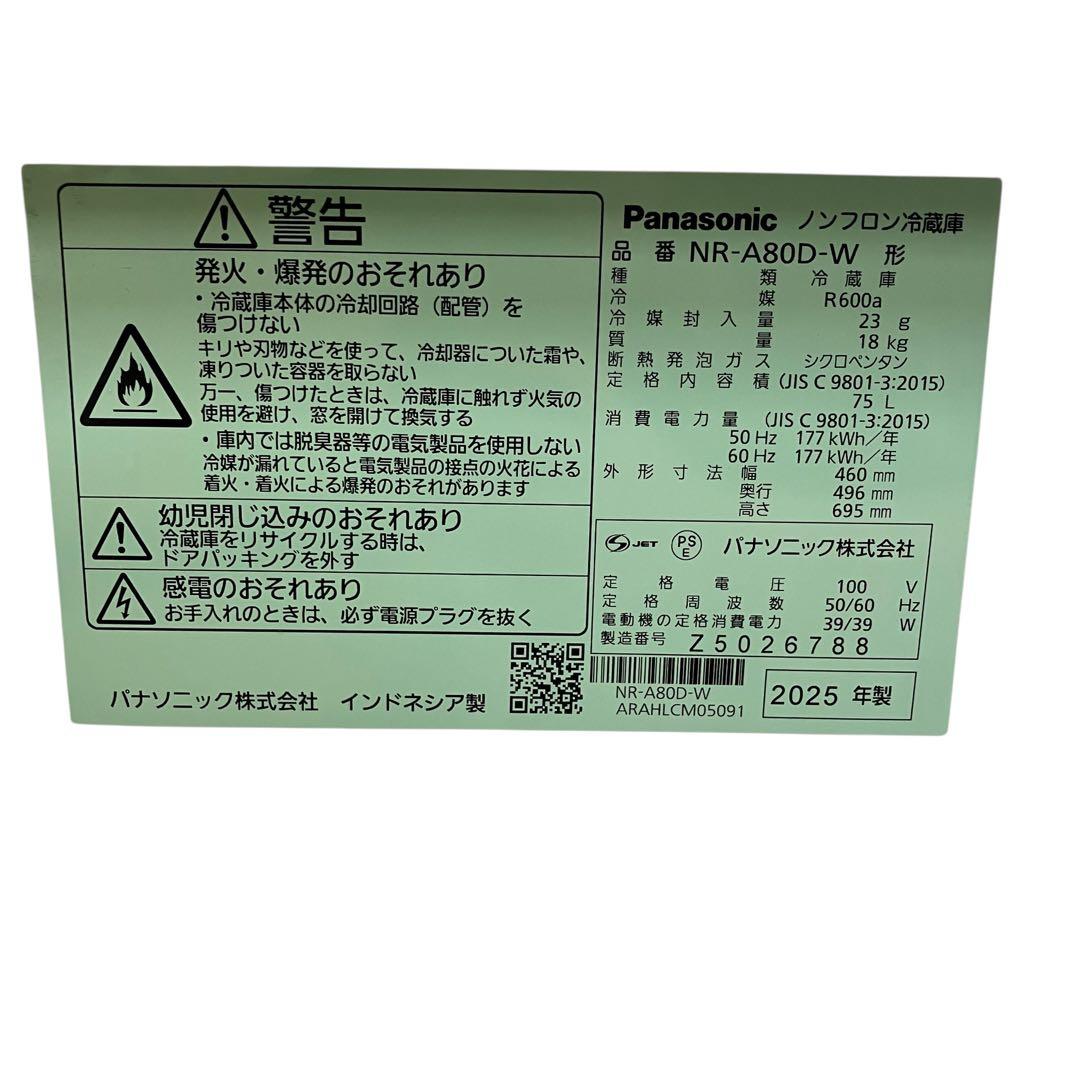 警告
発火・爆発のおそれあり
・冷蔵庫本体の冷却回路（配管）を
傷つけない
キリや刃物などを使って、冷却器についた霜や、
凍りついた容器を取らない
万一、傷つけたときは、冷蔵庫に触れず火気の
使用を避け、窓を開けて換気する
・庫内では脱臭器等の電気製品を使用しない
冷媒が漏れていると電気製品の接点の火花による
着火・着火による爆発のおそれがあります
幼児閉じ込みのおそれあり
冷蔵庫をリサイクルする時は、
ドアパッキングを外す
感電のおそれあり
お手入れのときは、必ず電源プラグを抜く
パナソニック株式会社 インドネシア製
Panasonic ノンフロン冷蔵庫
品番 NR-A80D-W 形
種類 冷蔵庫
冷媒 R600a
冷媒封入量 23 g
質量 18 kg
断熱発泡ガス シクロペンタン
定格内容積 (JIS C 9801-3:2015)
75 L
消費電力量 (JIS C 9801-3:2015)
50 Hz 177 kWh／年
60 Hz 177 kWh／年
外形寸法 幅 460 mm
奥行 496 mm
高さ 695 mm
S JET PS E パナソニック株式会社
定格電圧 100 V
定格周波数 50/60 Hz
電動機の定格消費電力 39/39 W
製造番号 Z5026788
NR-A80D-W
ARAHLCM05091
2025 年製